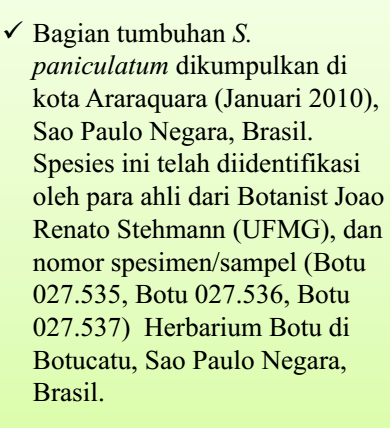 ✓ Bagian tumbuhan S.
paniculatum dikumpulkan di
kota Araraquara (Januari 2010),
Sao Paulo Negara, Brasil.
Spesies ini telah diidentifikasi
oleh para ahli dari Botanist Joao
Renato Stehmann (UFMG), dan
nomor spesimen/sampel (Botu
027.535, Botu 027.536, Botu
027.537) Herbarium Botu di
Botucatu, Sao Paulo Negara,
Brasil.